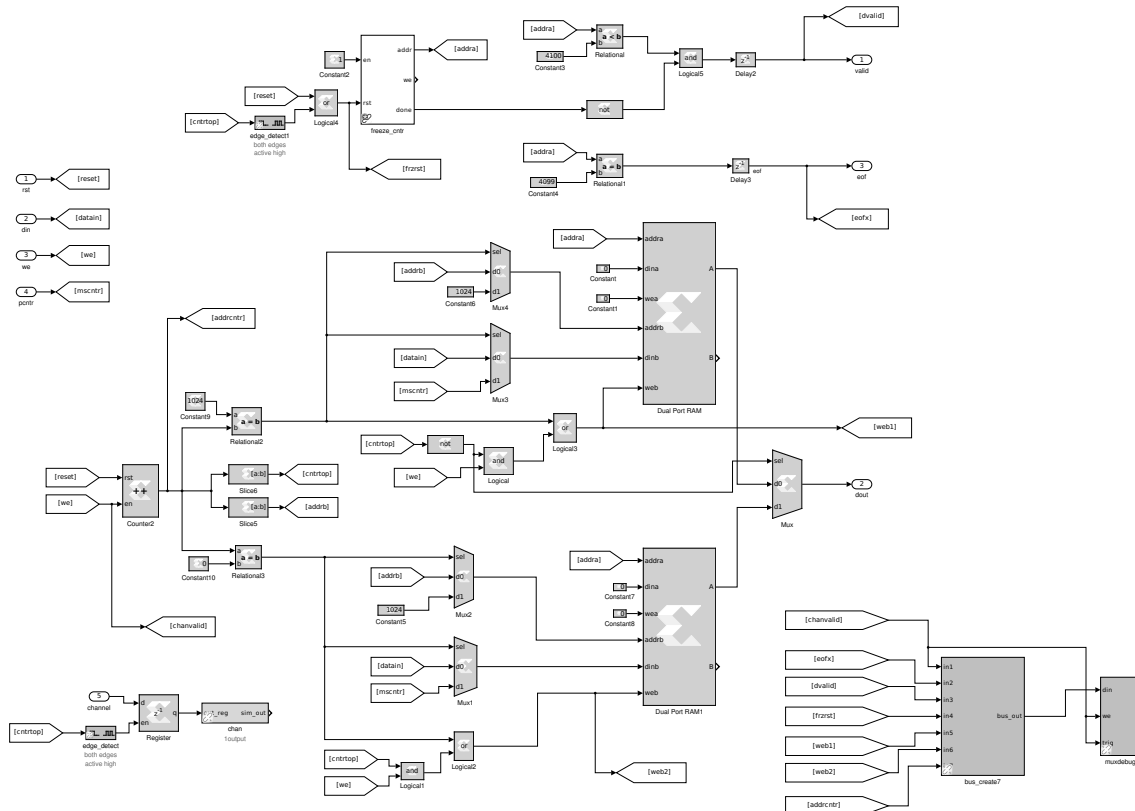 [dvalid]
[addra]
a
b
a < b
Relational
4100
Constant3
and
Logical5
z-1
Delay2
1
valid
1
Constant2
addr
en
we
rst
done
freeze_cntr
[addra]
[reset]
or
Logical4
[cntrtop]
edge_detect1
both edges
active high
not
[frzrst]
[addra]
a
b
a = b
Relational1
4099
Constant4
z-1
Delay3
eof
3
eof
[eofx]
1
rst
[reset]
2
din
[datain]
3
we
[we]
4
pcntr
[mscntr]
[addrcntr]
sel
d0
d1
Mux4
[addrb]
1024
Constant6
[addra]
0
Constant
0
Constant1
addra
dina
wea
addrb
dinb
web
A
B
Dual Port RAM
sel
d0
d1
Mux3
[datain]
[mscntr]
1024
Constant9
a
b
a = b
Relational2
[cntrtop]
not
[we]
and
Logical
or
Logical3
[web1]
[reset]
[we]
rst
en
++
Counter2
[a:b]
Slice6
[cntrtop]
[a:b]
Slice5
[addrb]
sel
d0
d1
Mux
2
dout
0
Constant10
a
b
a = b
Relational3
[chanvalid]
sel
d0
d1
Mux2
[addrb]
1024
Constant5
[addra]
0
Constant7
0
Constant8
addra
dina
wea
addrb
dinb
web
A
B
Dual Port RAM1
sel
d0
d1
Mux1
[datain]
[mscntr]
[cntrtop]
[we]
and
Logical1
or
Logical2
[web2]
5
channel
[cntrtop]
edge_detect
both edges
active high
d
en
z-1
q
Register
sim_out
chan
1output
[chanvalid]
[eofx]
[dvalid]
[frzrst]
[web1]
[web2]
[addrcntr]
in1
in2
in3
in4
in5
in6
bus_out
bus_create7
din
we
trig
muxdebug